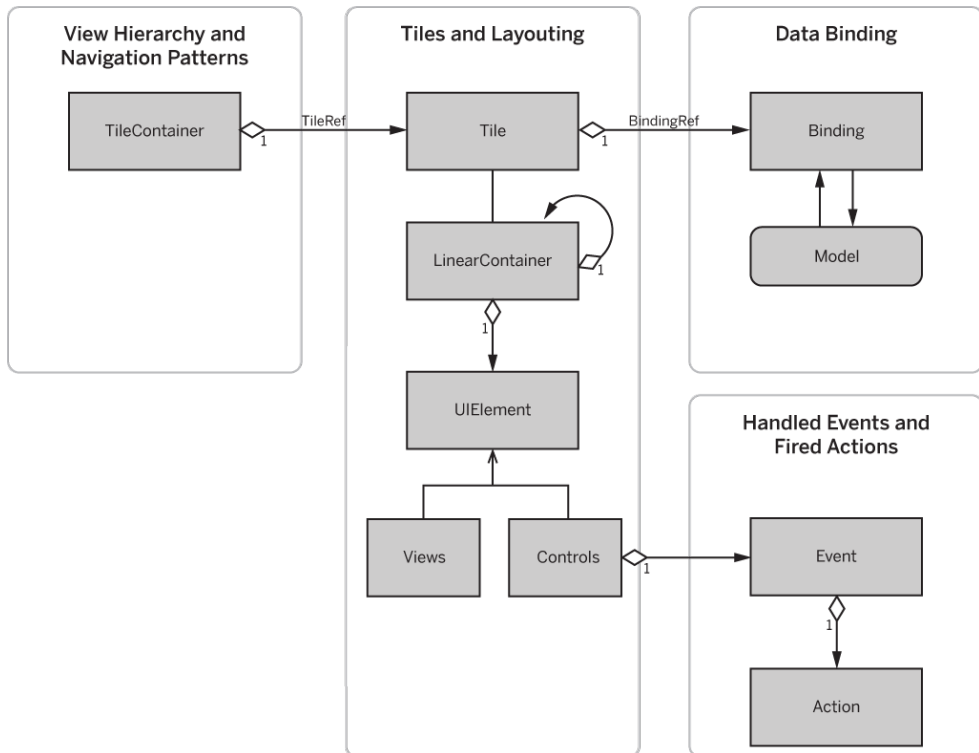 View Hierarchy and
Navigation Patterns
TileContainer
1
TileRef
Tiles and Layouting
Tile
1
BindingRef
LinearContainer
1
1
UIElement
Views
Controls
1
Data Binding
Binding
Model
Handled Events and
Fired Actions
Event
1
Action